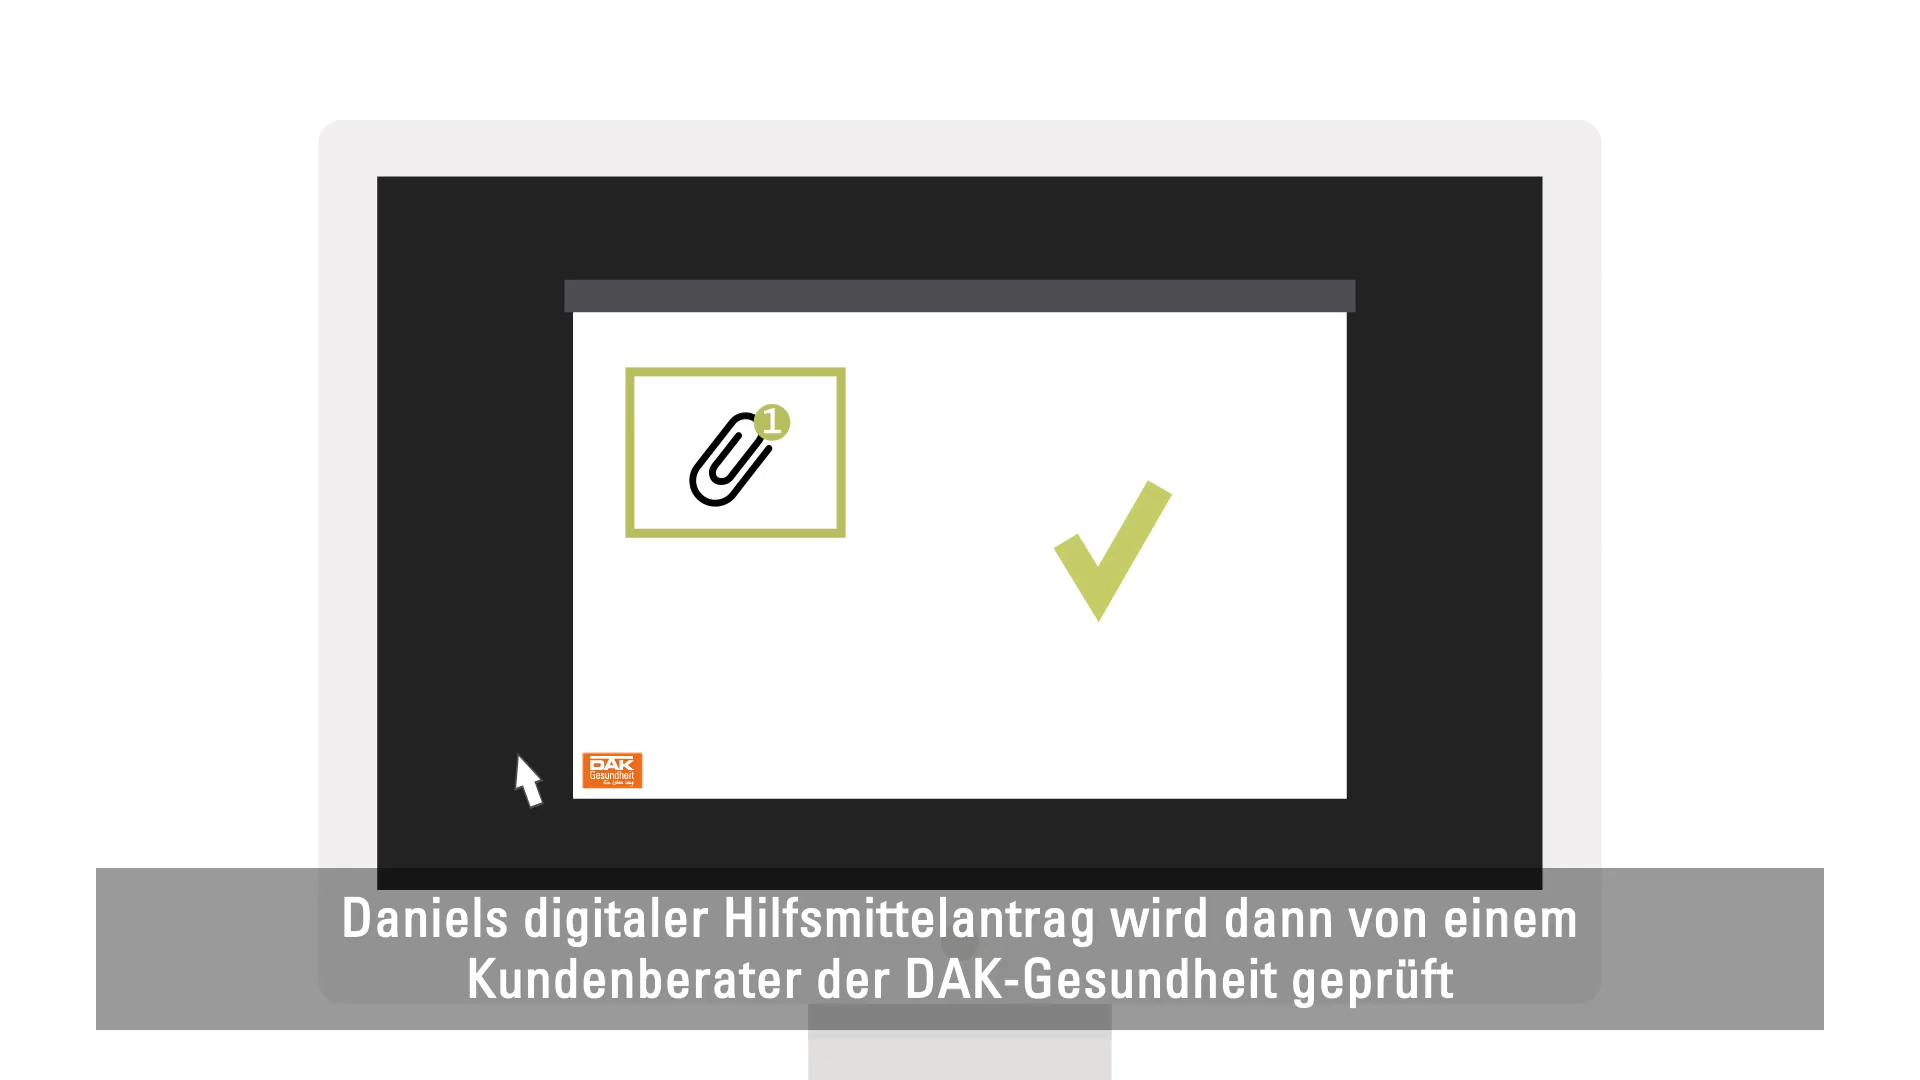 1
DAK
Gesundheit
Daniels digitaler Hilfsmittelantrag wird dann von einem
Kundenberater der DAK-Gesundheit geprüft